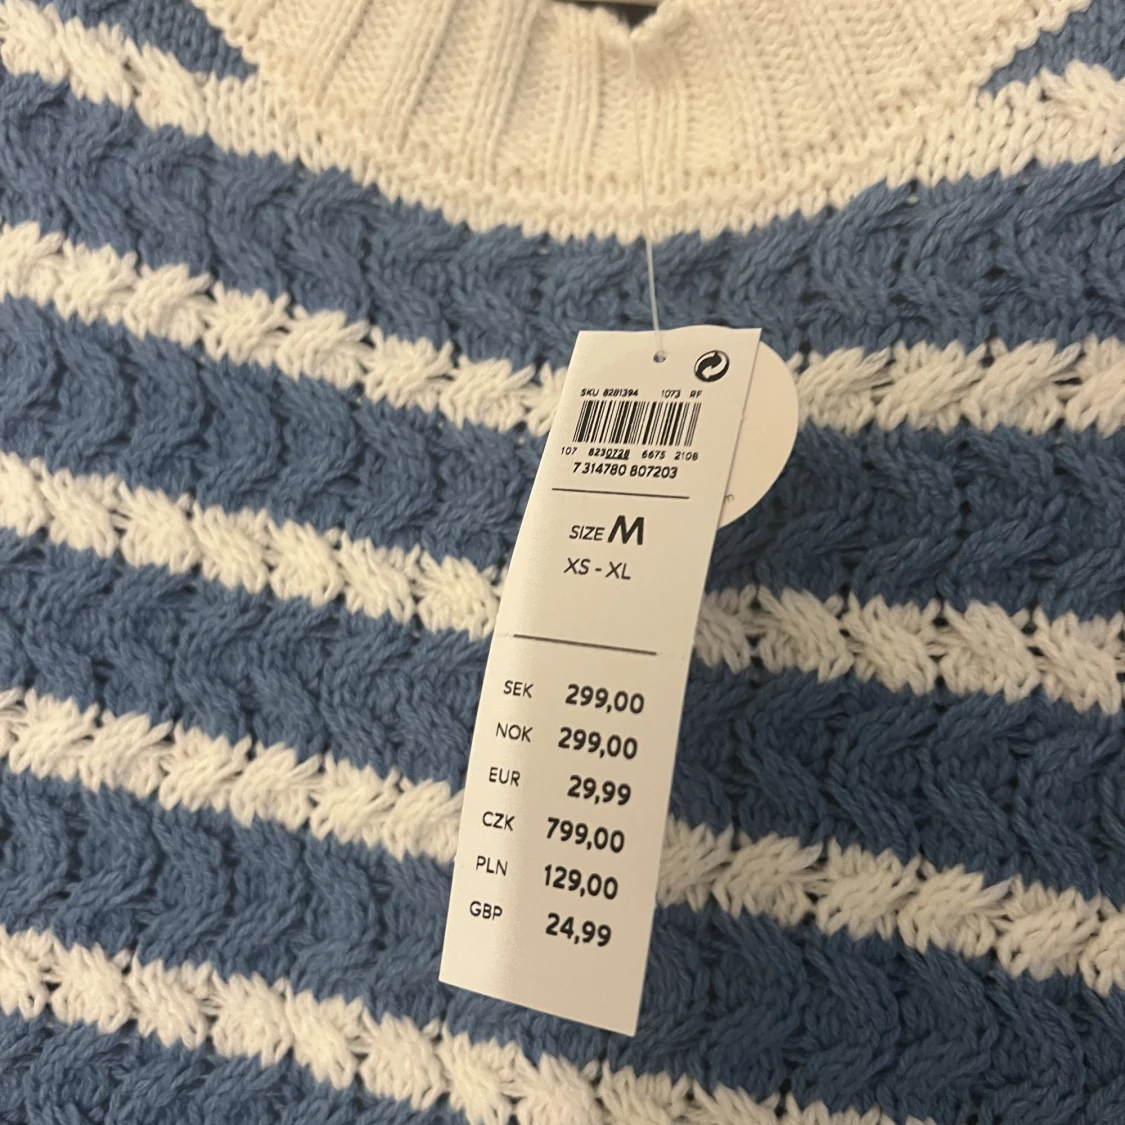 SKU 8281394 1073 RF
107 8230728 6675 2108
7 314780 807203
SIZE M
XS - XL
SEK 299,00
NOK 299,00
EUR 29,99
CZK 799,00
PLN 129,00
GBP 24,99